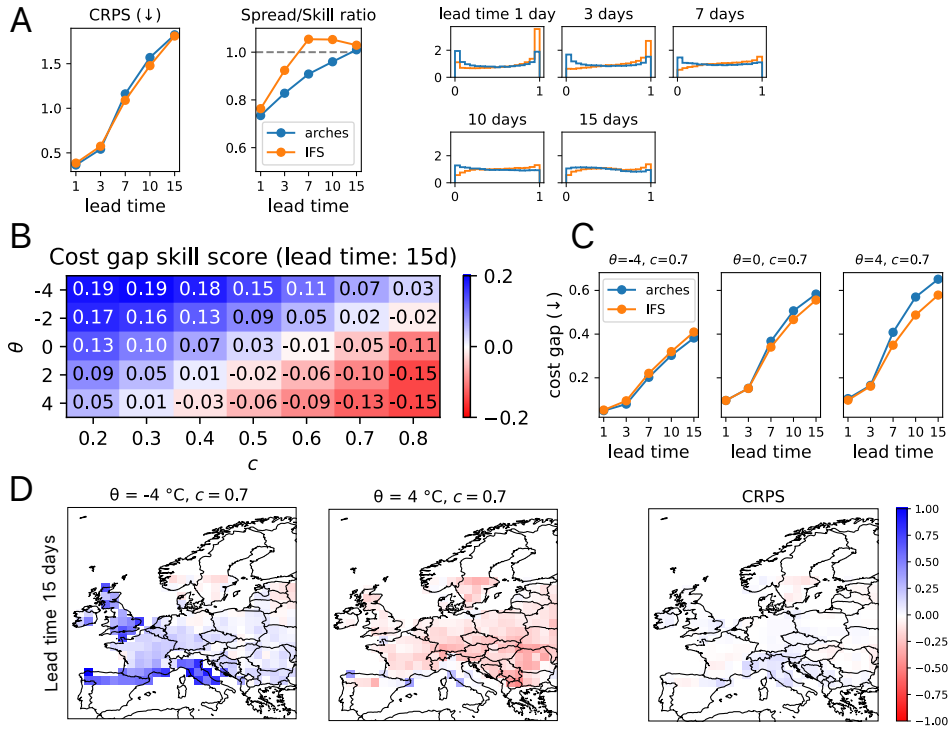 A
CRPS (↓)
1.5
1.0
0.5
1 3 7 10 15
lead time
Spread/Skill ratio
1.0
0.8
0.6
arches
IFS
1 3 7 10 15
lead time
lead time 1 day
2
0
0 1
3 days
0 1
7 days
0 1
10 days
2
0
0 1
15 days
0 1
B
Cost gap skill score (lead time: 15d)
θ
-4 0.19 0.19 0.18 0.15 0.11 0.07 0.03
-2 0.17 0.16 0.13 0.09 0.05 0.02 -0.02
0 0.13 0.10 0.07 0.03 -0.01 -0.05 -0.11
2 0.09 0.05 0.01 -0.02 -0.06 -0.10 -0.15
4 0.05 0.01 -0.03 -0.06 -0.09 -0.13 -0.15
0.2 0.3 0.4 0.5 0.6 0.7 0.8
c
0.2
0.0
-0.2
C
θ=-4, c=0.7
cost gap (↓)
0.6
0.4
0.2
arches
IFS
1 3 7 10 15
lead time
θ=0, c=0.7
1 3 7 10 15
lead time
θ=4, c=0.7
1 3 7 10 15
lead time
D
Lead time 15 days
θ = -4 °C, c = 0.7
θ = 4 °C, c = 0.7
CRPS
1.00
0.75
0.50
0.25
0.00
−0.25
−0.50
−0.75
−1.00